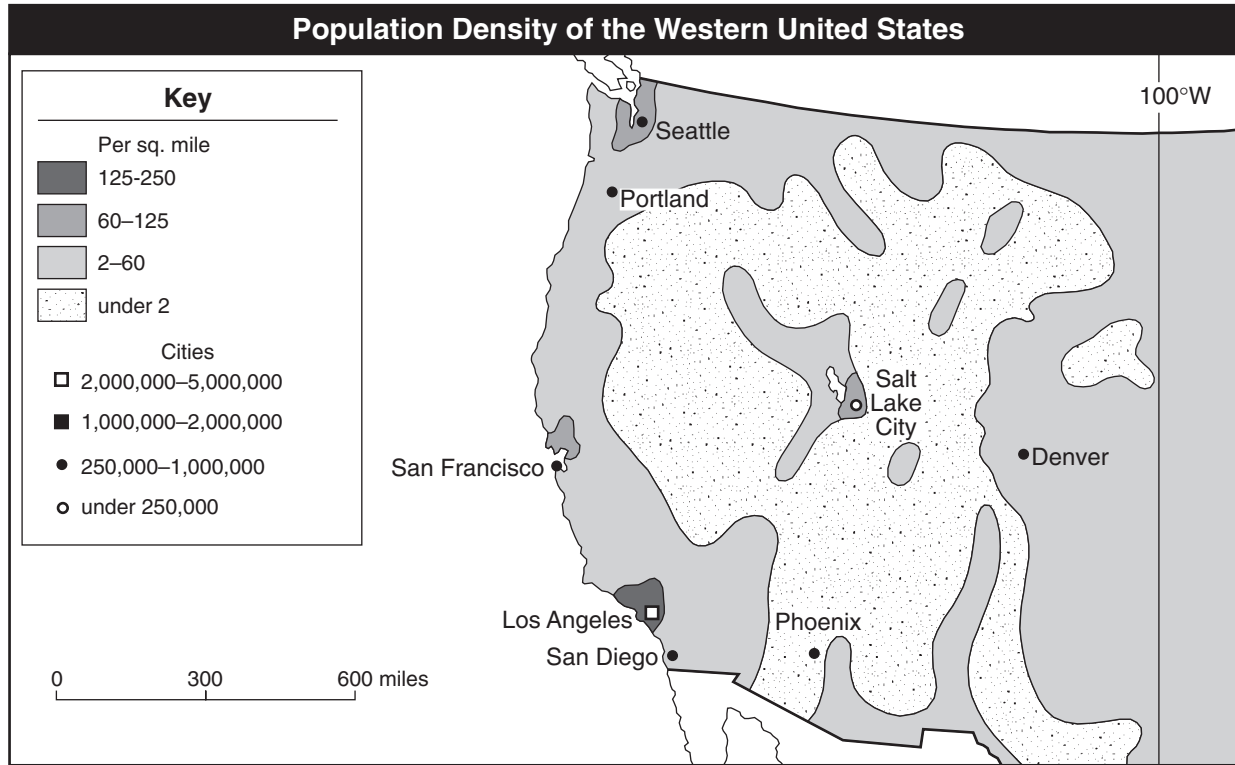 Population Density of the Western United States
Key
Per sq. mile
125-250
60–125
2–60
under 2
Cities
2,000,000–5,000,000
1,000,000–2,000,000
250,000–1,000,000
under 250,000
100°W
Seattle
Portland
Salt
Lake
City
Denver
San Francisco
Los Angeles
Phoenix
San Diego
0 300 600 miles